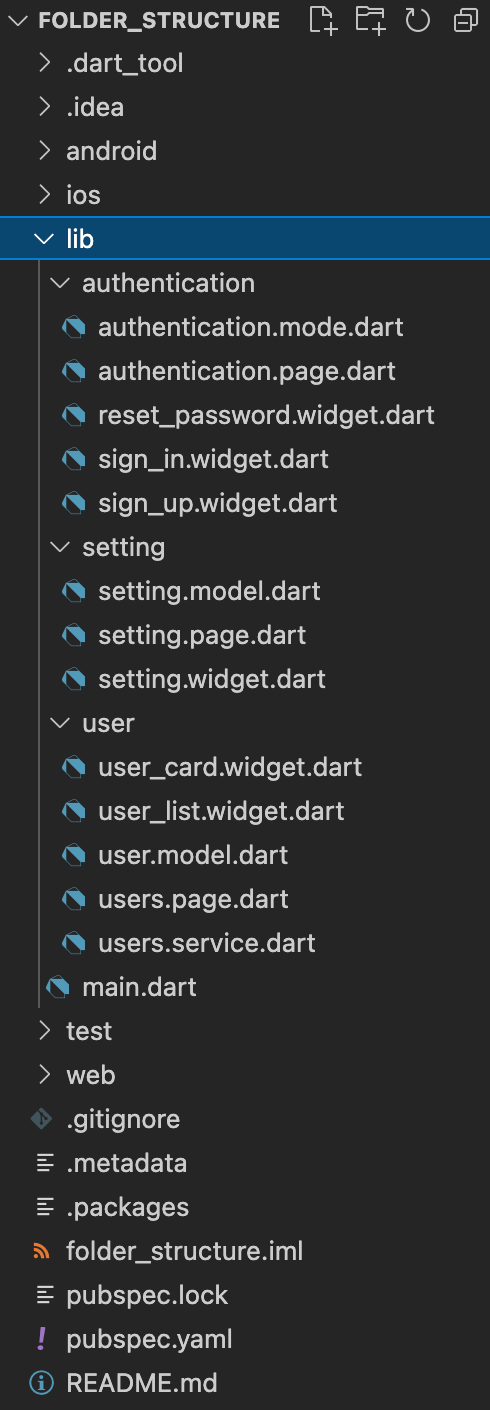 FOLDER_STRUCTURE
.dart_tool
.idea
android
ios
lib
authentication
authentication.mode.dart
authentication.page.dart
reset_password.widget.dart
sign_in.widget.dart
sign_up.widget.dart
setting
setting.model.dart
setting.page.dart
setting.widget.dart
user
user_card.widget.dart
user_list.widget.dart
user.model.dart
users.page.dart
users.service.dart
main.dart
test
web
.gitignore
.metadata
.packages
folder_structure.iml
pubspec.lock
pubspec.yaml
README.md